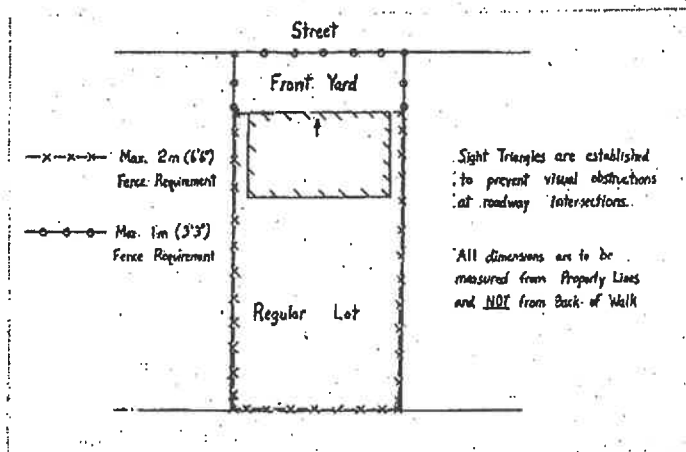 Street
Front Yard
Max. 2m (6'6")
Fence Requirement
Max. 1m (3'3")
Fence Requirement
Regular Lot
Sight Triangles are established
to prevent visual obstructions
at roadway intersections.
All dimensions are to be
measured from Property Lines
and NOT from Back of Walk